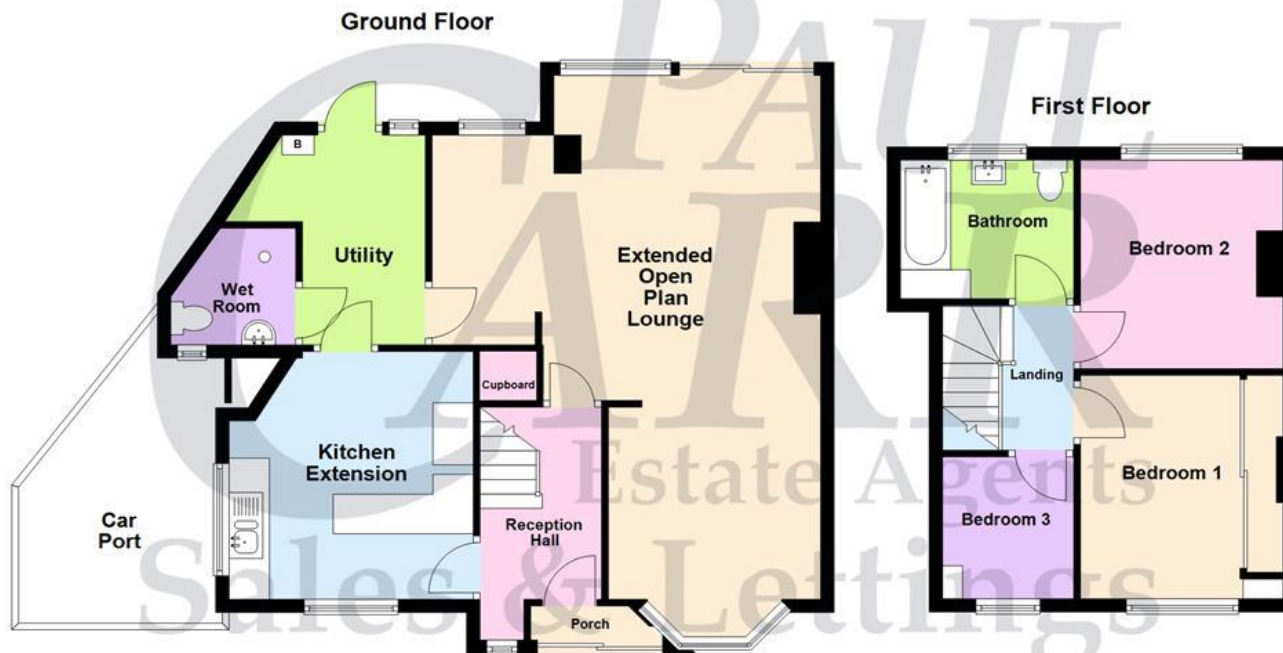 Ground Floor
PAUL
CARR
Estate Agents
Sales & Lettings
First Floor
B
Utility
Wet
Room
Extended
Open
Plan
Lounge
Cupboard
Kitchen
Extension
Reception
Hall
Car
Port
Porch
Bathroom
Bedroom 2
Landing
Bedroom 1
Bedroom 3